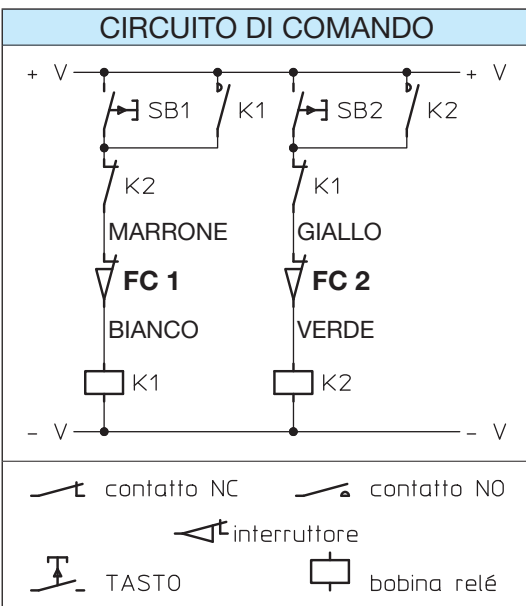 CIRCUITO DI COMANDO
+ V + V
SB1 K1 SB2 K2
K2 K1
MARRONE GIALLO
FC 1 FC 2
BIANCO VERDE
K1 K2
- V - V
contatto NC contatto NO
interruttore
TASTO bobina relé